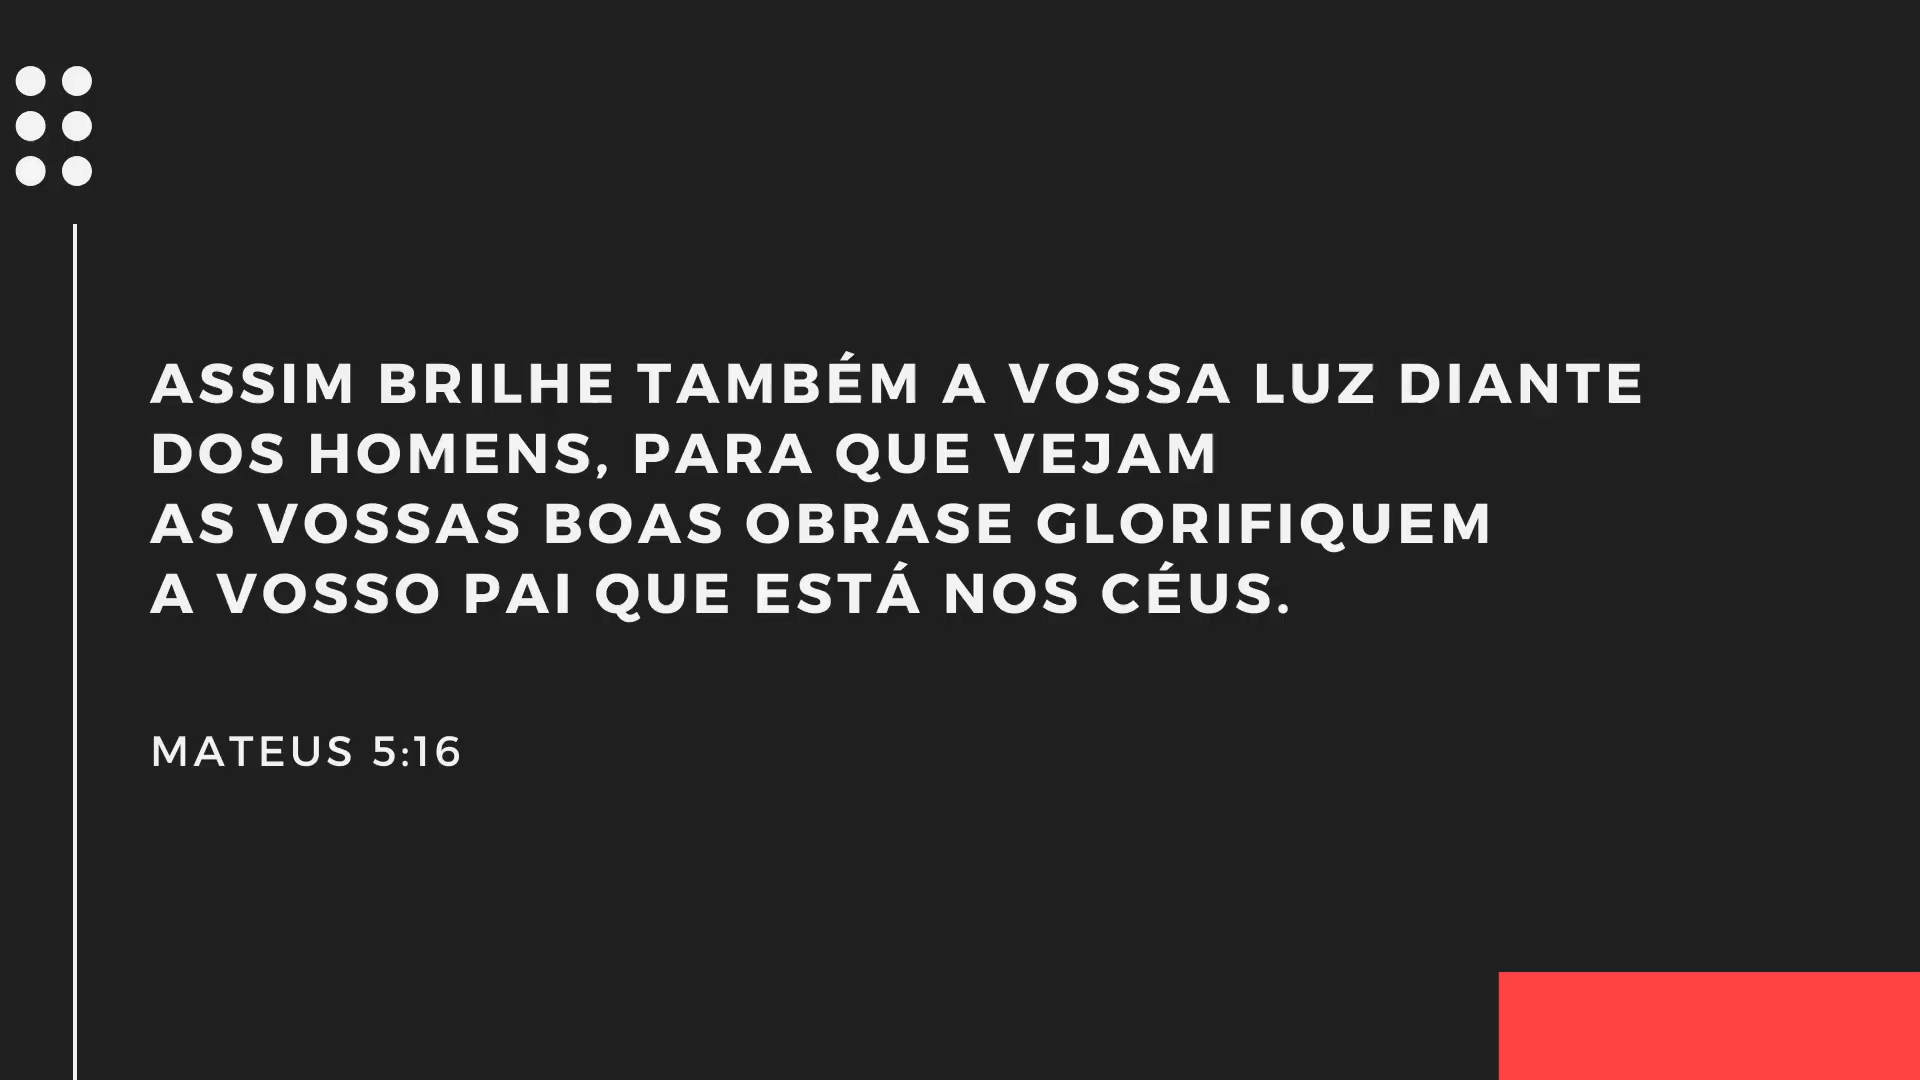 ASSIM BRILHE TAMBÉM A VOSSA LUZ DIANTE
DOS HOMENS, PARA QUE VEJAM
AS VOSSAS BOAS OBRASE GLORIFIQUEM
A VOSSO PAI QUE ESTÁ NOS CÉUS.
MATEUS 5:16